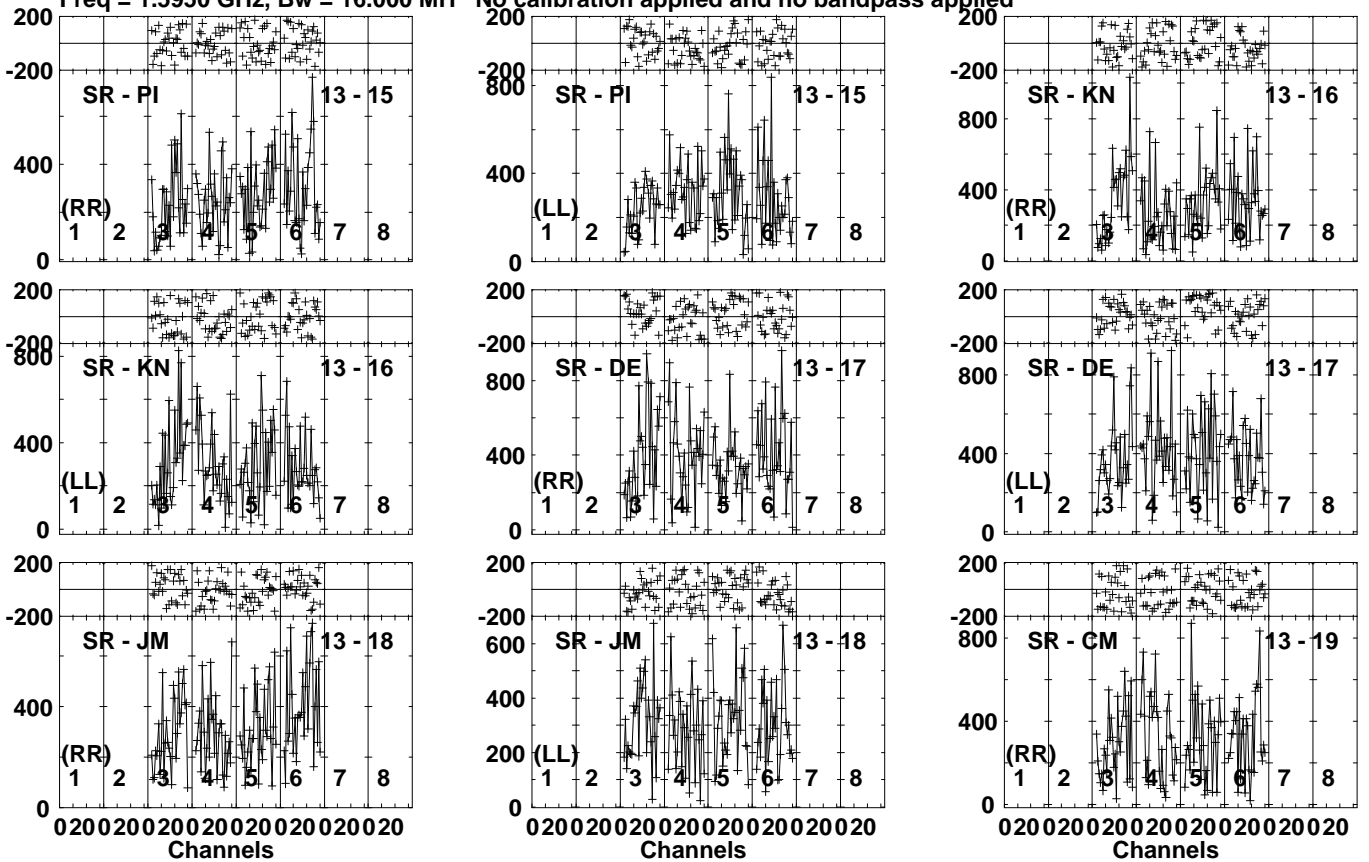 Freq = 1.5950 GHz, Bw = 16.000 MH No calibration applied and no bandpass applied
200 200 200
-200 -200 -200
SR - PI 13 - 15 800 SR - PI 13 - 15 SR - KN 13 - 16
800
400 400 400
(RR) (LL) (RR)
1 2 3 4 5 6 7 8 1 2 3 4 5 6 7 8 1 2 3 4 5 6 7 8
0 0 0
200 200 200
-200 -200 -200
800 SR - KN 13 - 16 SR - DE 13 - 17 SR - DE 13 - 17
800 800
400 400 400
(LL) (RR) (LL)
1 2 3 4 5 6 7 8 1 2 3 4 5 6 7 8 1 2 3 4 5 6 7 8
0 0 0
200 200 200
-200 -200 -200
SR - JM 13 - 18 600 SR - JM 13 - 18 800 SR - CM 13 - 19
400 400 400
(RR) 200 (LL) (RR)
1 2 3 4 5 6 7 8 1 2 3 4 5 6 7 8 1 2 3 4 5 6 7 8
0 0 0
0 20 0 20 0 20 0 20 0 20 0 20 0 20 0 20 0 20 0 20 0 20 0 20 0 20 0 20 0 20 0 20 0 20 0 20 0 20 0 20 0 20 0 20 0 20 0 20
Channels Channels Channels